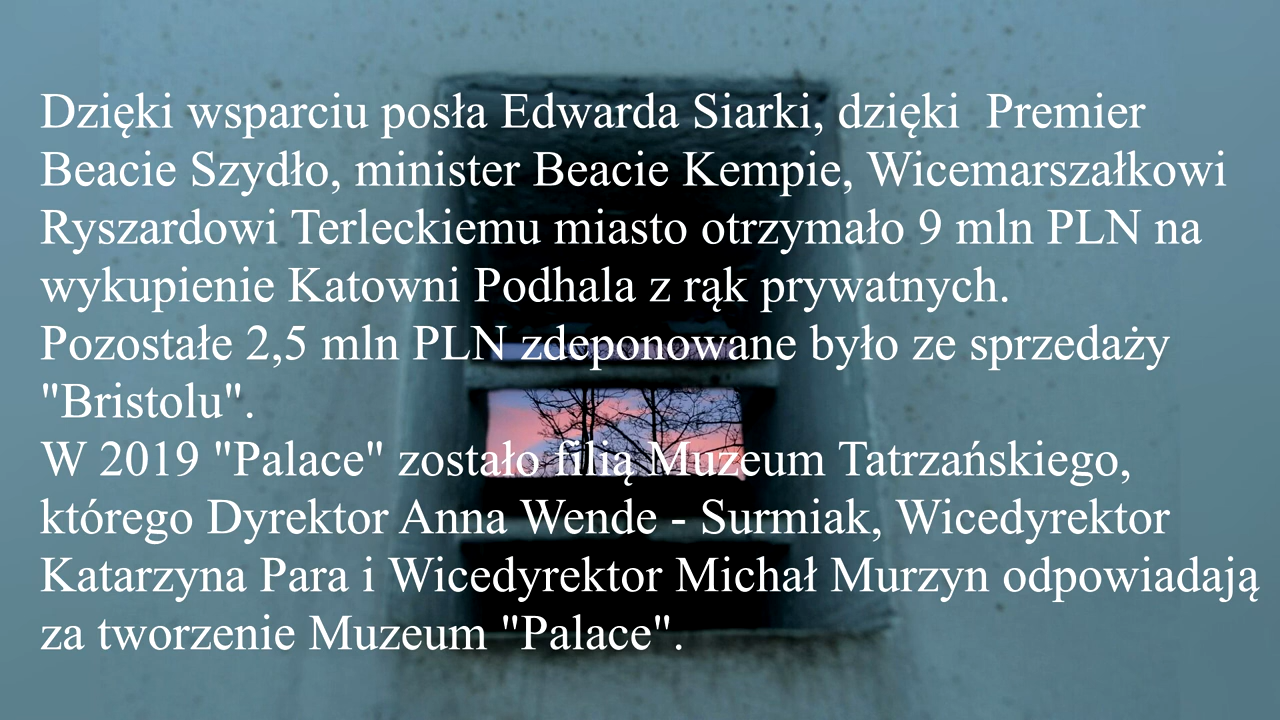 Dzięki wsparciu posła Edwarda Siarki, dzięki  Premier
Beacie Szydło, minister Beacie Kempie, Wicemarszałkowi
Ryszardowi Terleckiemu miasto otrzymało 9 mln PLN na
wykupienie Katowni Podhala z rąk prywatnych.
Pozostałe 2,5 mln PLN zdeponowane było ze sprzedaży
"Bristolu".
W 2019 "Palace" zostało filią Muzeum Tatrzańskiego,
którego Dyrektor Anna Wende - Surmiak, Wicedyrektor
Katarzyna Para i Wicedyrektor Michał Murzyn odpowiadają
za tworzenie Muzeum "Palace".